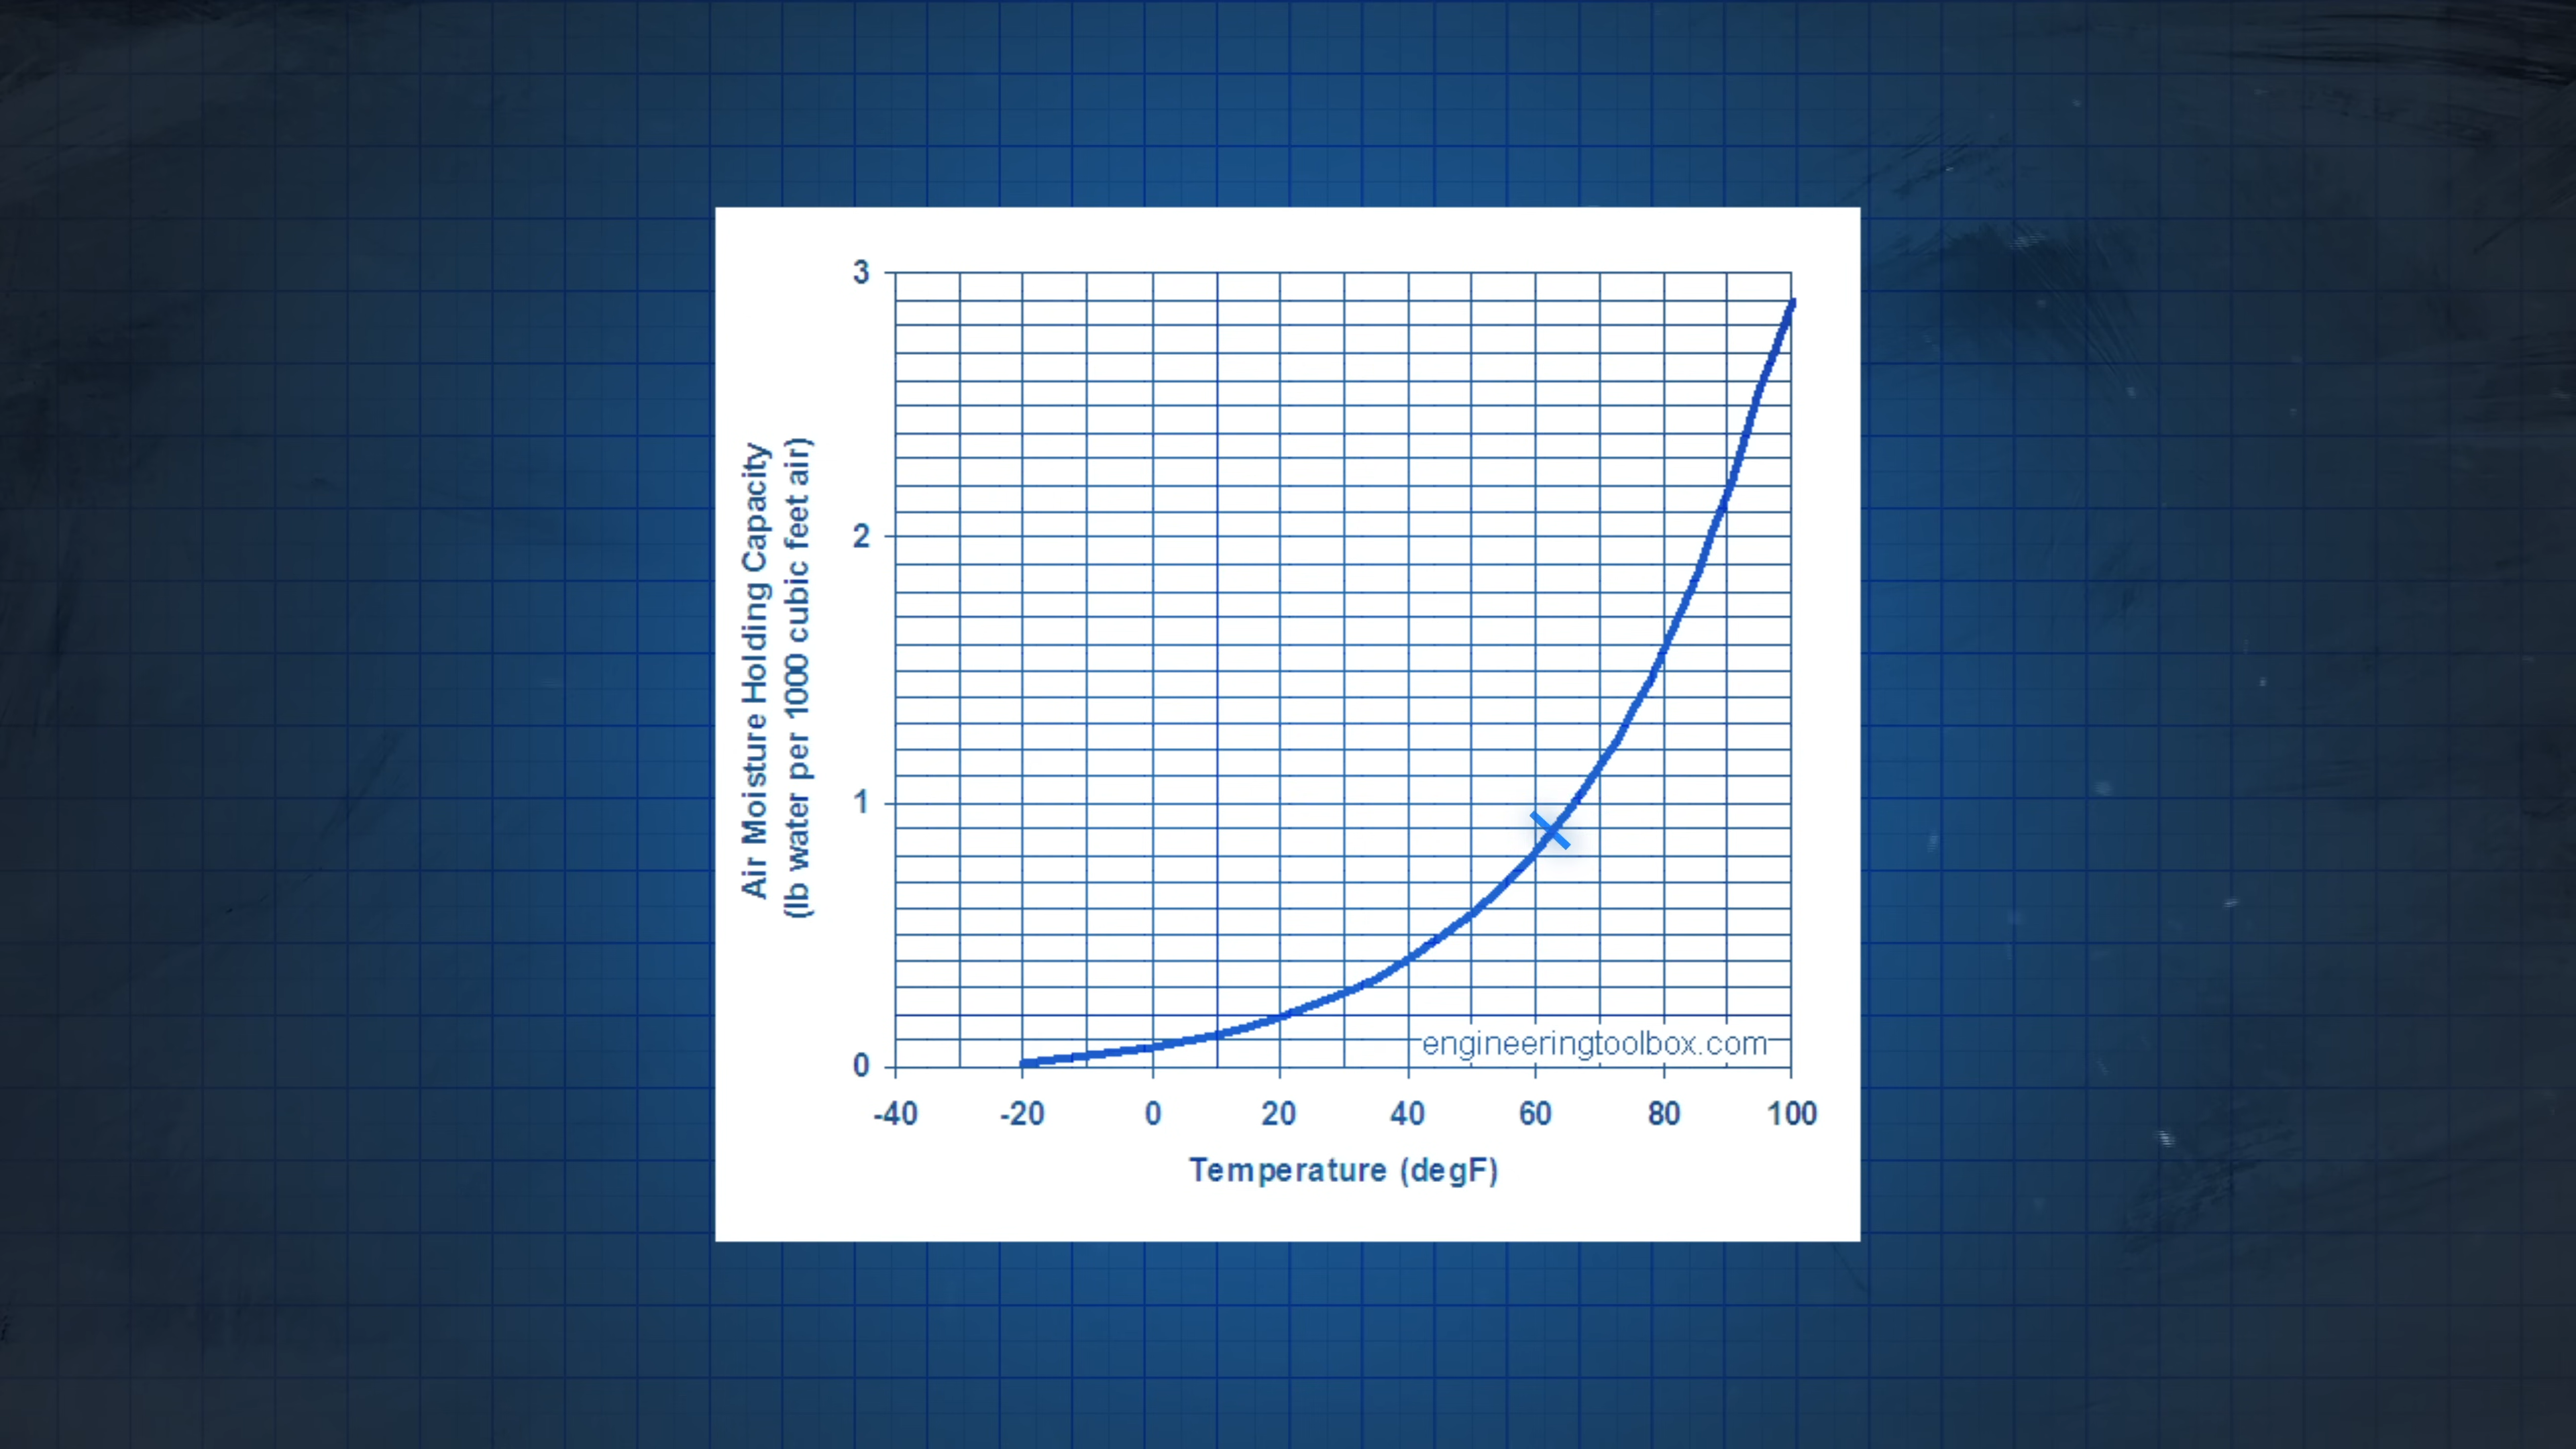 Air Moisture Holding Capacity
(lb water per 1000 cubic feet air)
3
2
1
0
engineeringtoolbox.com
-40 -20 0 20 40 60 80 100
Temperature (degF)